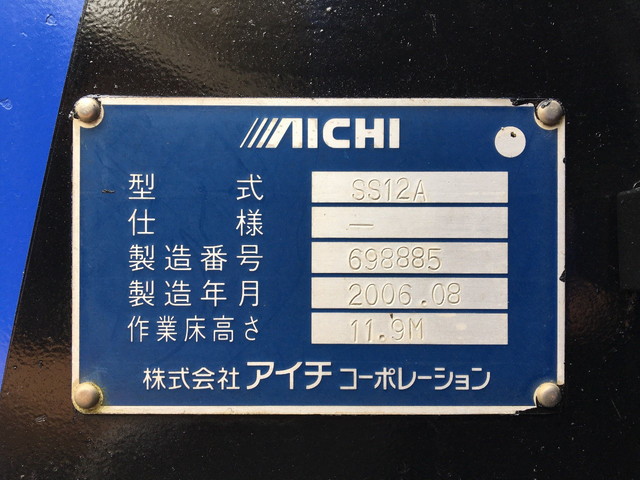 AICHI
型式 SS12A
仕様 —
製造番号 698885
製造年月 2006.08
作業床高さ 11.9M
株式会社 アイチ コーポレーション